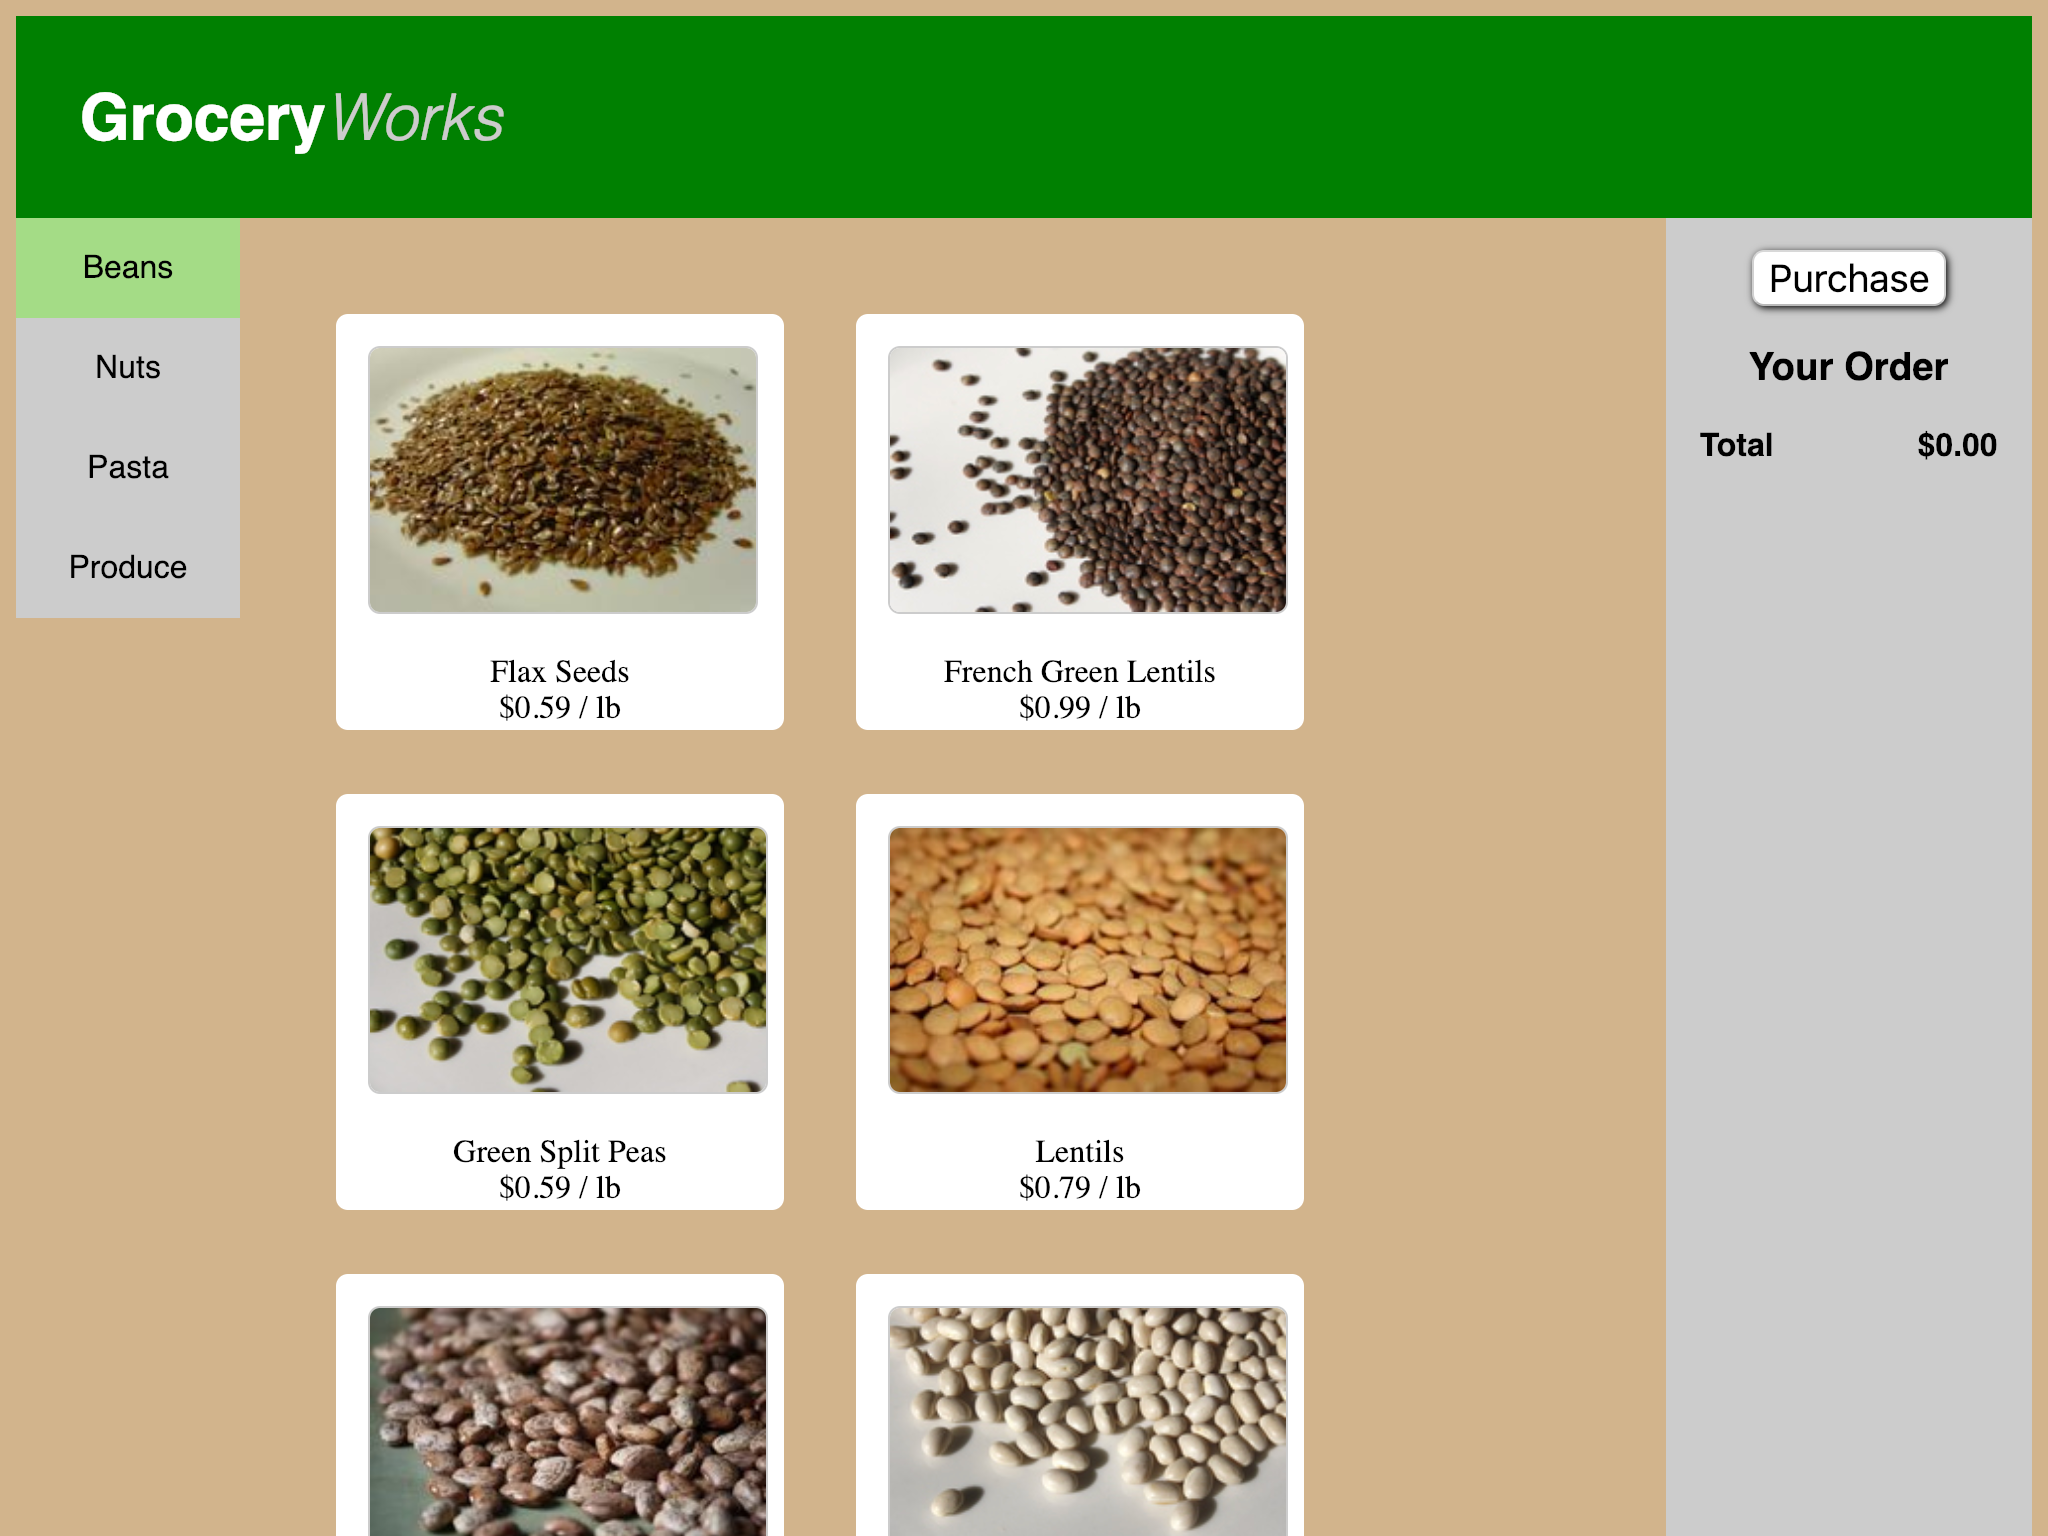 GroceryWorks
Beans
Nuts
Pasta
Produce
Flax Seeds
$0.59 / lb
French Green Lentils
$0.99 / lb
Green Split Peas
$0.59 / lb
Lentils
$0.79 / lb
Purchase
Your Order
Total $0.00